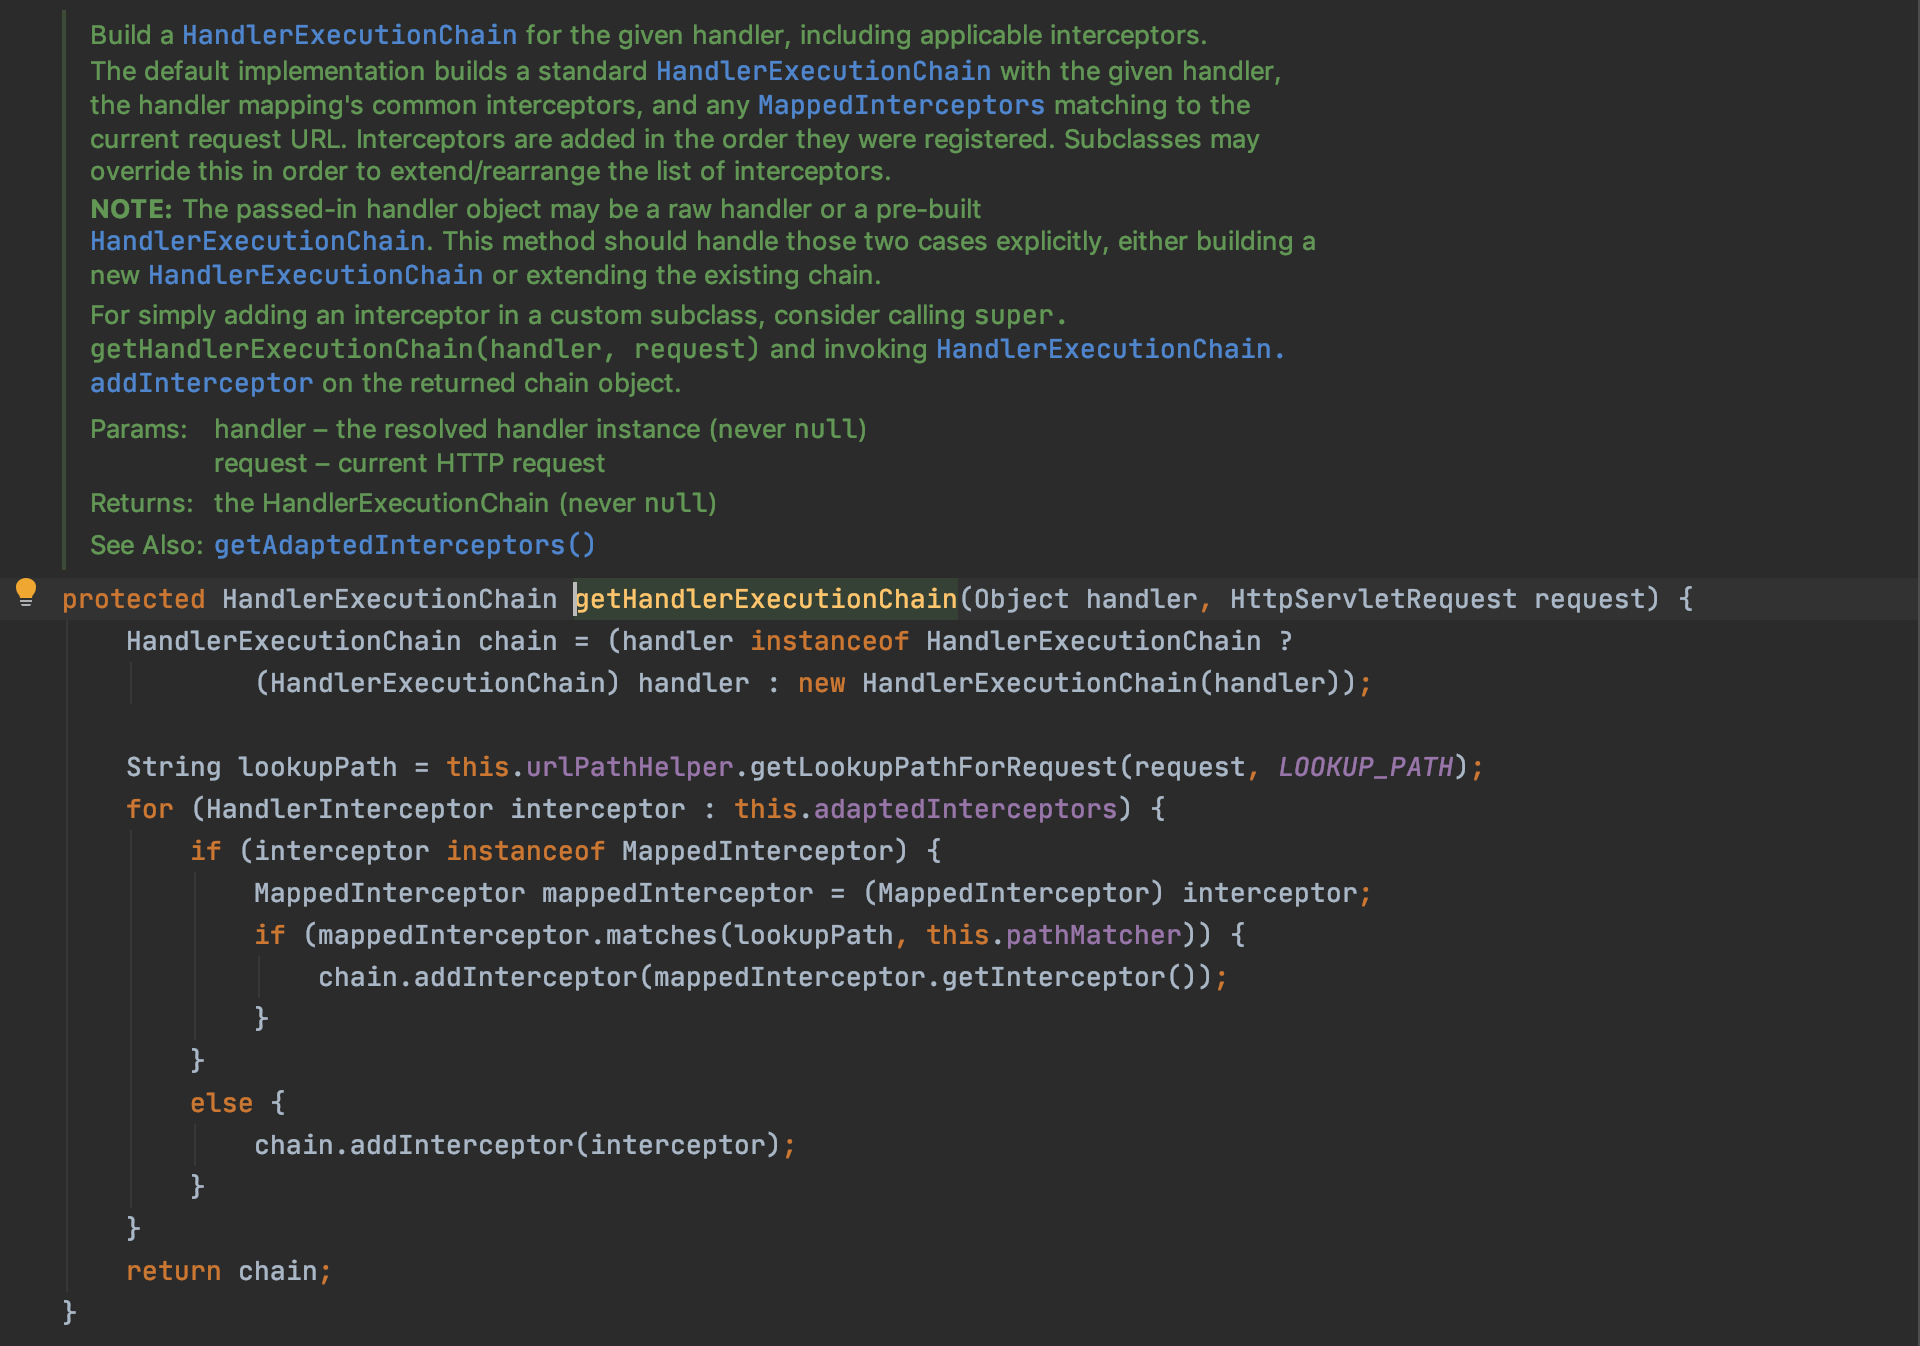 Build a HandlerExecutionChain for the given handler, including applicable interceptors.
The default implementation builds a standard HandlerExecutionChain with the given handler,
the handler mapping's common interceptors, and any MappedInterceptors matching to the
current request URL. Interceptors are added in the order they were registered. Subclasses may
override this in order to extend/rearrange the list of interceptors.
NOTE: The passed-in handler object may be a raw handler or a pre-built
HandlerExecutionChain. This method should handle those two cases explicitly, either building a
new HandlerExecutionChain or extending the existing chain.
For simply adding an interceptor in a custom subclass, consider calling super.
getHandlerExecutionChain(handler, request) and invoking HandlerExecutionChain.
addInterceptor on the returned chain object.
Params: handler – the resolved handler instance (never null)
request – current HTTP request
Returns: the HandlerExecutionChain (never null)
See Also: getAdaptedInterceptors()
protected HandlerExecutionChain getHandlerExecutionChain(Object handler, HttpServletRequest request) {
    HandlerExecutionChain chain = (handler instanceof HandlerExecutionChain ?
            (HandlerExecutionChain) handler : new HandlerExecutionChain(handler));

    String lookupPath = this.urlPathHelper.getLookupPathForRequest(request, LOOKUP_PATH);
    for (HandlerInterceptor interceptor : this.adaptedInterceptors) {
        if (interceptor instanceof MappedInterceptor) {
            MappedInterceptor mappedInterceptor = (MappedInterceptor) interceptor;
            if (mappedInterceptor.matches(lookupPath, this.pathMatcher)) {
                chain.addInterceptor(mappedInterceptor.getInterceptor());
            }
        }
        else {
            chain.addInterceptor(interceptor);
        }
    }
    return chain;
}